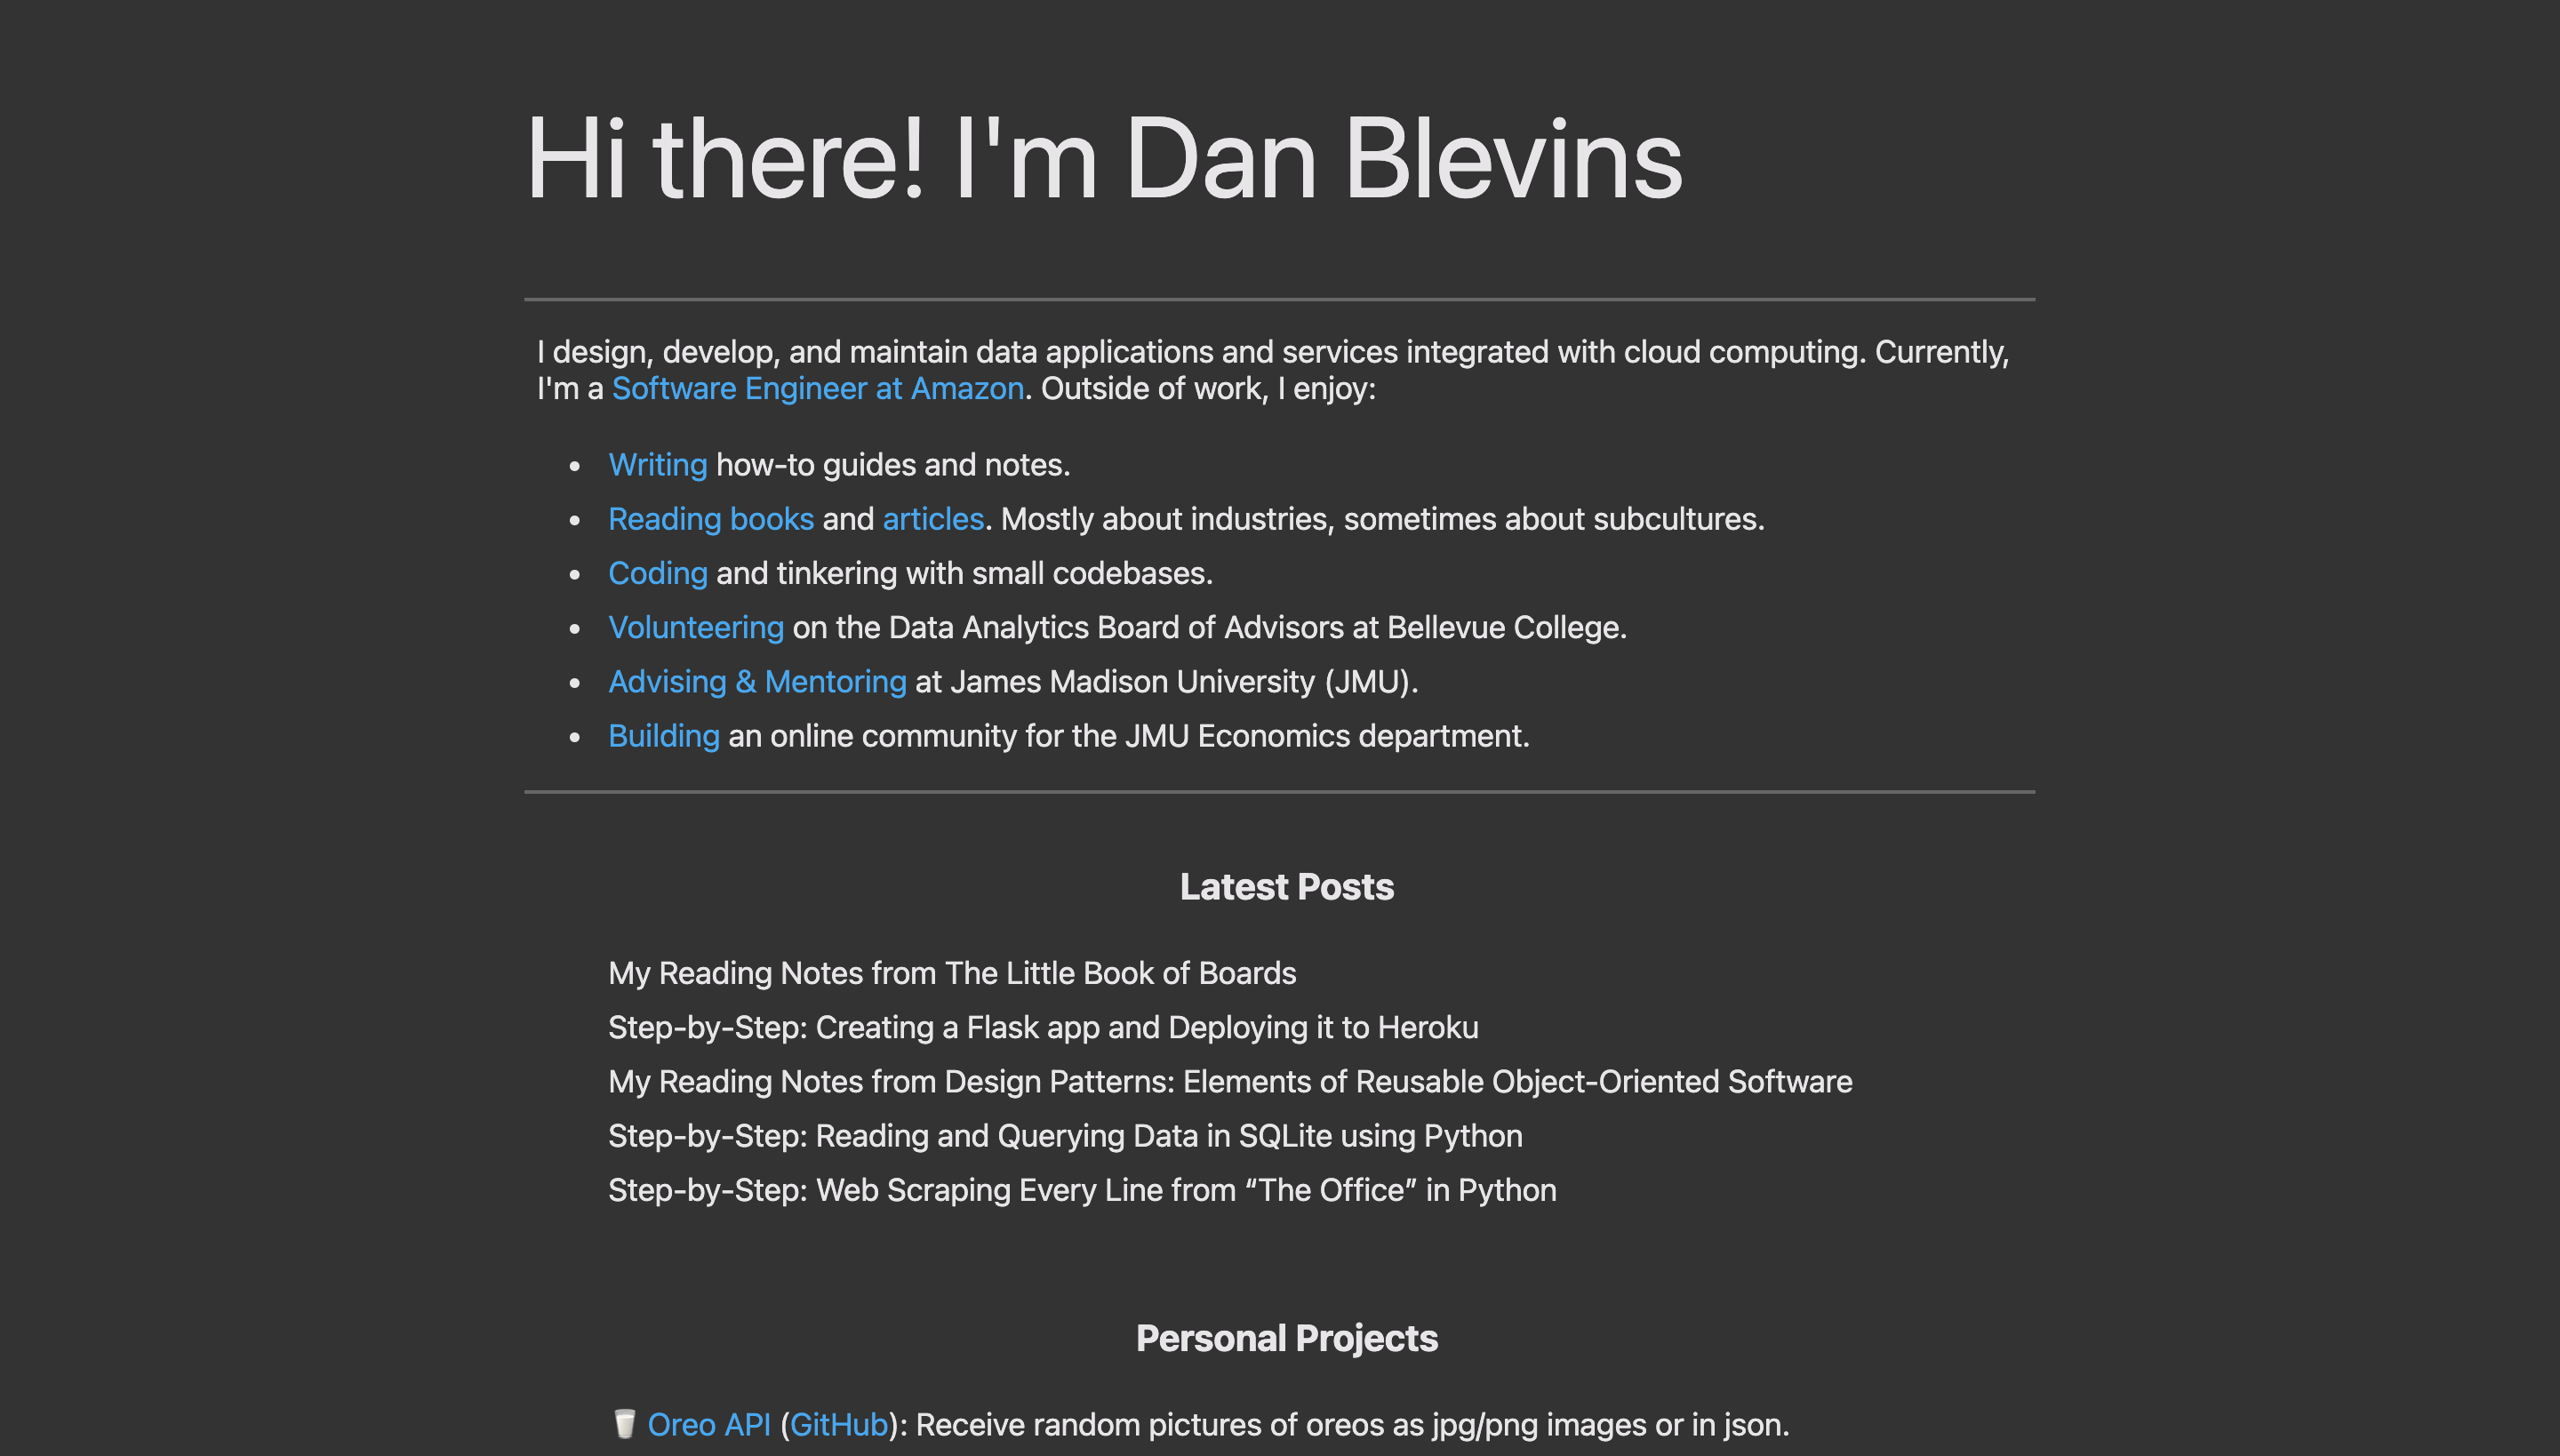 Hi there! I'm Dan Blevins
I design, develop, and maintain data applications and services integrated with cloud computing. Currently,
I'm a Software Engineer at Amazon. Outside of work, I enjoy:
• Writing how-to guides and notes.
• Reading books and articles. Mostly about industries, sometimes about subcultures.
• Coding and tinkering with small codebases.
• Volunteering on the Data Analytics Board of Advisors at Bellevue College.
• Advising & Mentoring at James Madison University (JMU).
• Building an online community for the JMU Economics department.
Latest Posts
My Reading Notes from The Little Book of Boards
Step-by-Step: Creating a Flask app and Deploying it to Heroku
My Reading Notes from Design Patterns: Elements of Reusable Object-Oriented Software
Step-by-Step: Reading and Querying Data in SQLite using Python
Step-by-Step: Web Scraping Every Line from “The Office” in Python
Personal Projects
🥛 Oreo API (GitHub): Receive random pictures of oreos as jpg/png images or in json.